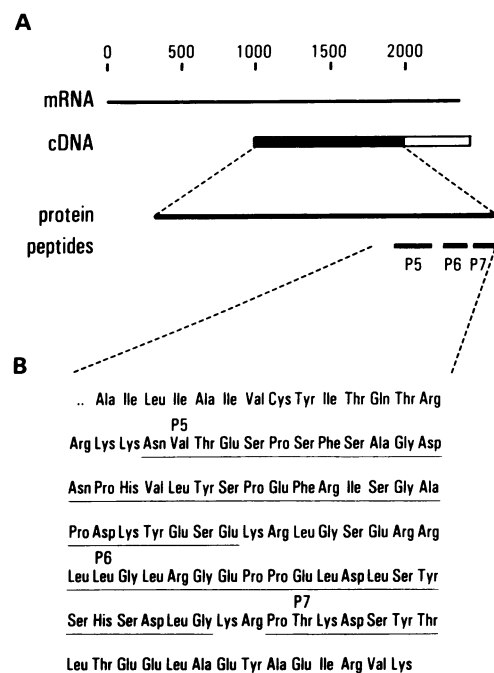 A
0 500 1000 1500 2000
mRNA
cDNA
protein
peptides
P5 P6 P7
B
.. Ala Ile Leu Ile Ala Ile Val Cys Tyr Ile Thr Gln Thr Arg
P5
Arg Lys Lys Asn Val Thr Glu Ser Pro Ser Phe Ser Ala Gly Asp
Asn Pro His Val Leu Tyr Ser Pro Glu Phe Arg Ile Ser Gly Ala
Pro Asp Lys Tyr Glu Ser Glu Lys Arg Leu Gly Ser Glu Arg Arg
P6
Leu Leu Gly Leu Arg Gly Glu Pro Pro Glu Leu Asp Leu Ser Tyr
P7
Ser His Ser Asp Leu Gly Lys Arg Pro Thr Lys Asp Ser Tyr Thr
Leu Thr Glu Glu Leu Ala Glu Tyr Ala Glu Ile Arg Val Lys